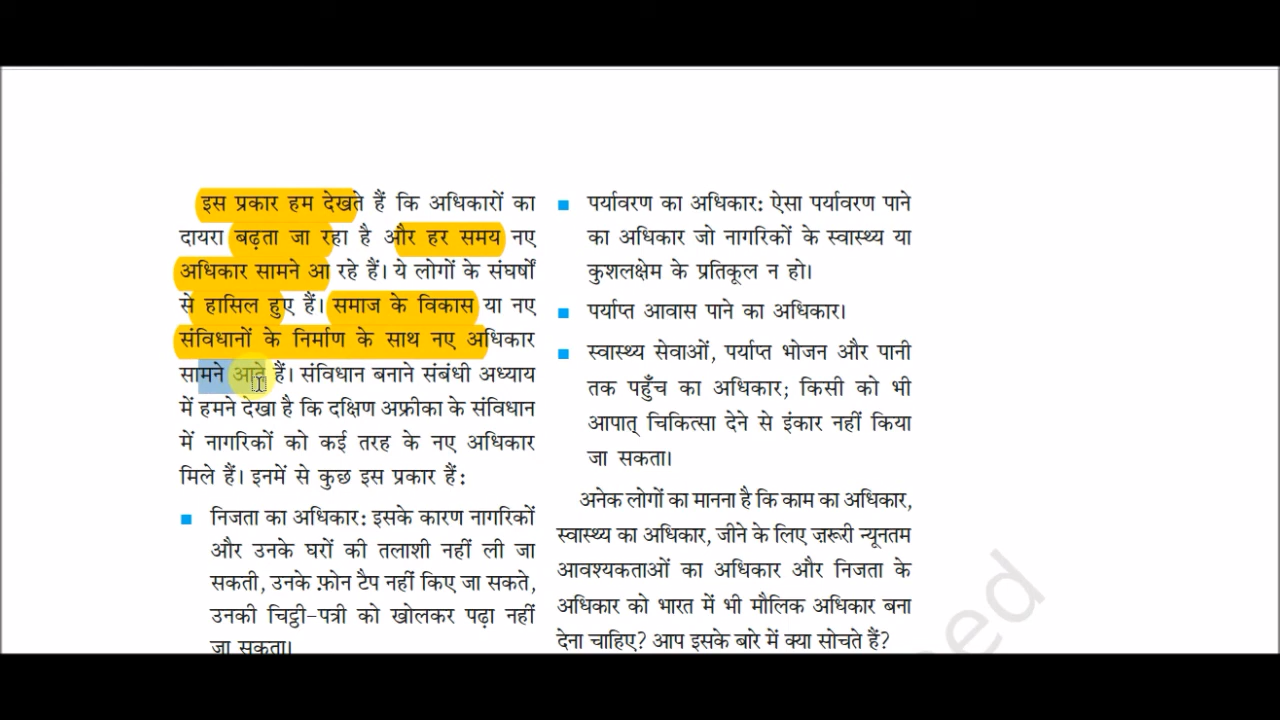 इस प्रकार हम देखते हैं कि अधिकारों का
दायरा बढ़ता जा रहा है और हर समय नए
अधिकार सामने आ रहे हैं। ये लोगों के संघर्षों
से हासिल हुए हैं। समाज के विकास या नए
संविधानों के निर्माण के साथ नए अधिकार
सामने आते हैं। संविधान बनाने संबंधी अध्याय
में हमने देखा है कि दक्षिण अफ्रीका के संविधान
में नागरिकों को कई तरह के नए अधिकार
मिले हैं। इनमें से कुछ इस प्रकार हैं:
■ निजता का अधिकार: इसके कारण नागरिकों
और उनके घरों की तलाशी नहीं ली जा
सकती, उनके फ़ोन टैप नहीं किए जा सकते,
उनकी चिट्ठी-पत्री को खोलकर पढ़ा नहीं
जा सकता।
■ पर्यावरण का अधिकार: ऐसा पर्यावरण पाने
का अधिकार जो नागरिकों के स्वास्थ्य या
कुशलक्षेम के प्रतिकूल न हो।
■ पर्याप्त आवास पाने का अधिकार।
■ स्वास्थ्य सेवाओं, पर्याप्त भोजन और पानी
तक पहुँच का अधिकार; किसी को भी
आपात् चिकित्सा देने से इंकार नहीं किया
जा सकता।
अनेक लोगों का मानना है कि काम का अधिकार,
स्वास्थ्य का अधिकार, जीने के लिए ज़रूरी न्यूनतम
आवश्यकताओं का अधिकार और निजता के
अधिकार को भारत में भी मौलिक अधिकार बना
देना चाहिए? आप इसके बारे में क्या सोचते हैं?